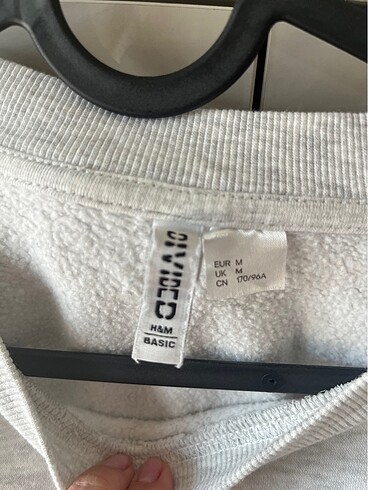 DIVIDED
H&M
BASIC
EUR M
UK M
CN 170/96A